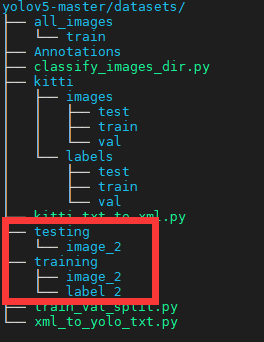 yolov5-master/datasets/
├── all_images
│   └── train
├── Annotations
├── classify_images_dir.py
├── kitti
│   ├── images
│   │   ├── test
│   │   ├── train
│   │   └── val
│   └── labels
│       ├── test
│       ├── train
│       └── val
├── kitti_txt_to_xml.py
├── testing
│   └── image_2
├── training
│   ├── image_2
│   └── label_2
├── train_val_split.py
└── xml_to_yolo_txt.py